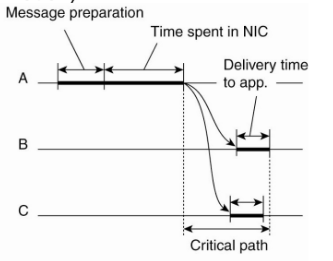 Message preparation
Time spent in NIC
Delivery time
to app.
A
B
C
Critical path